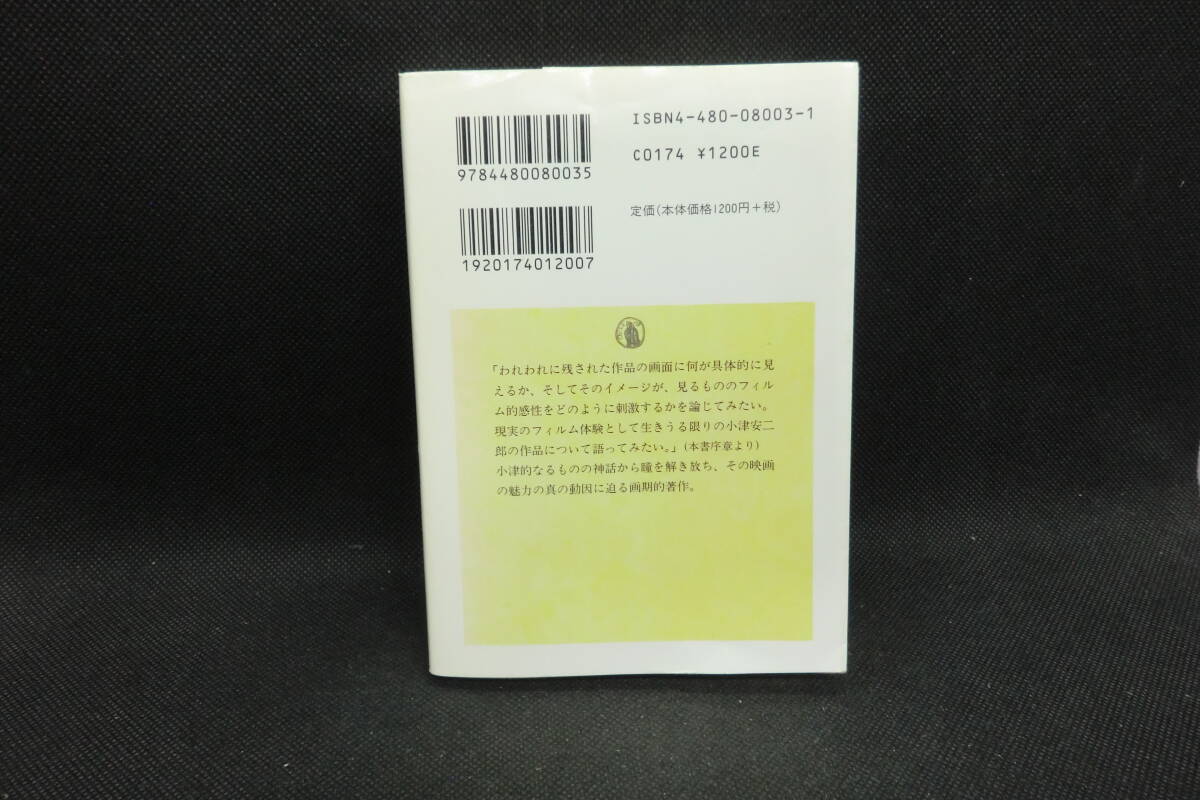 ISBN4-480-08003-1
9784480080035
C0174 ¥1200E
定価(本体価格1200円+税)
1920174012007
「われわれに残された作品の画面に何が具体的に見
えるか、そしてそのイメージが、見るもののフィル
ム的感性をどのように刺激するかを論じてみたい。
現実のフィルム体験として生きうる限りの小津安二
郎の作品について語ってみたい。」(本書序章より)
小津的なるものの神話から瞳を解き放ち、その映画
の魅力の真の動因に迫る画期的著作。